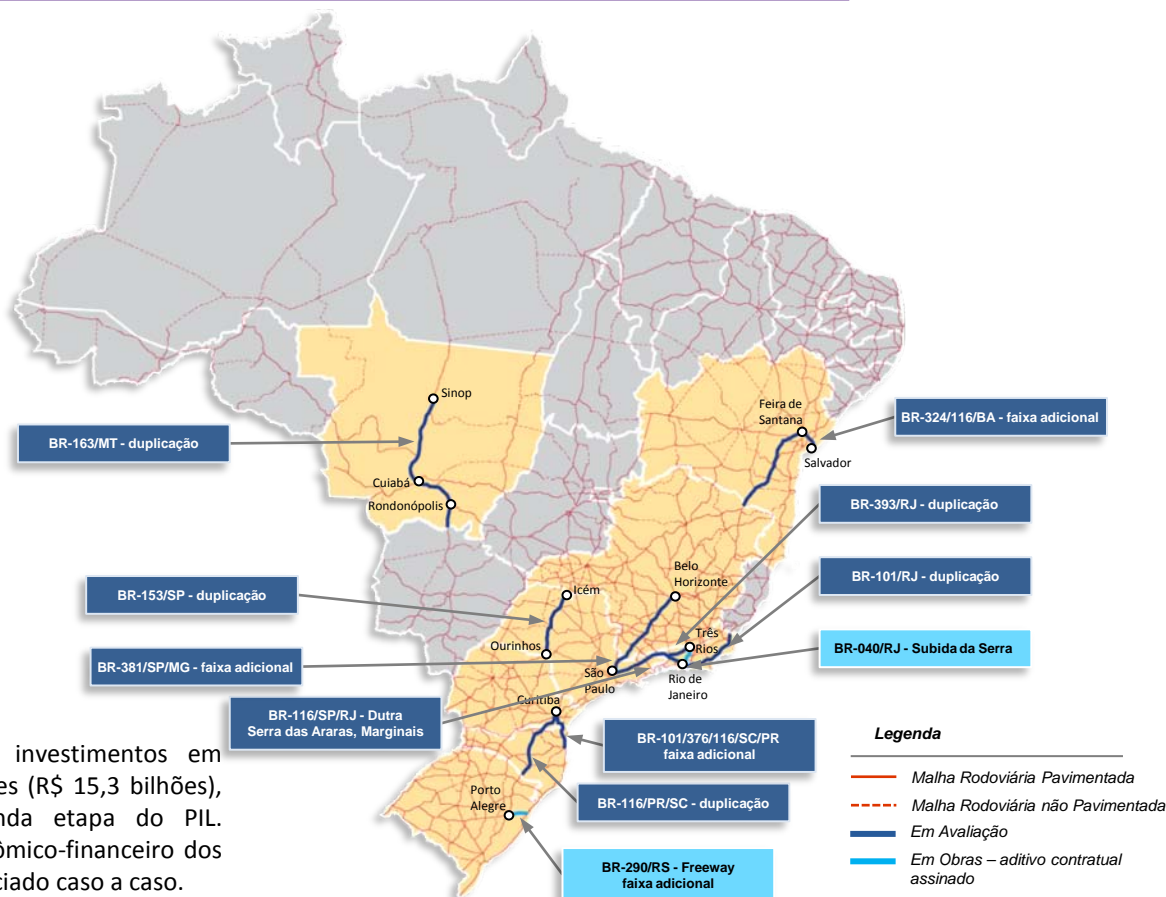 Sinop
Feira de
Santana
BR-324/116/BA - faixa adicional
BR-163/MT - duplicação
Salvador
Cuiabá
Rondonópolis
BR-393/RJ - duplicação
Belo
Horizonte
BR-101/RJ - duplicação
BR-153/SP - duplicação
Icém
Três
Rios
Ourinhos
BR-040/RJ - Subida da Serra
BR-381/SP/MG - faixa adicional
São
Paulo
Rio de
Janeiro
Curitiba
BR-116/SP/RJ - Dutra
Serra das Araras, Marginais
BR-101/376/116/SC/PR
faixa adicional
Legenda
investimentos em
es (R$ 15,3 bilhões),
nda etapa do PIL.
ômico-financeiro dos
ciado caso a caso.
Porto
Alegre
BR-116/PR/SC - duplicação
BR-290/RS - Freeway
faixa adicional
Malha Rodoviária Pavimentada
Malha Rodoviária não Pavimentada
Em Avaliação
Em Obras – aditivo contratual
assinado